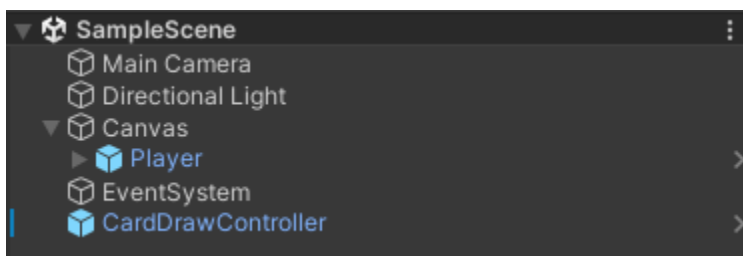 SampleScene
Main Camera
Directional Light
Canvas
Player
EventSystem
CardDrawController